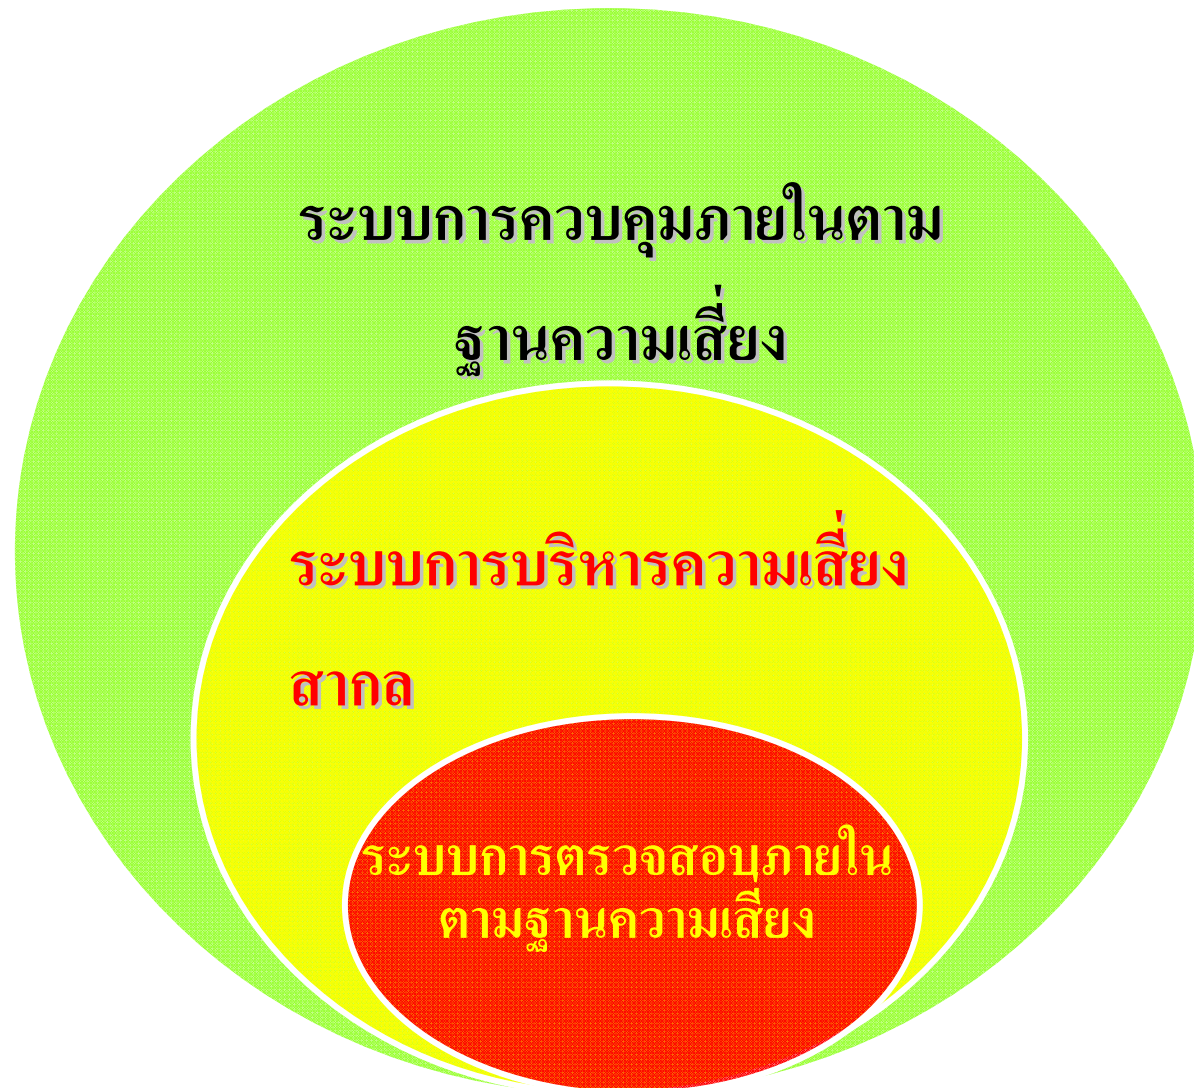 ระบบการควบคุมภายในตาม
ฐานความเสี่ยง
ระบบการบริหารความเสี่ยง
สากล
ระบบการตรวจสอบภายใน
ตามฐานความเสี่ยง